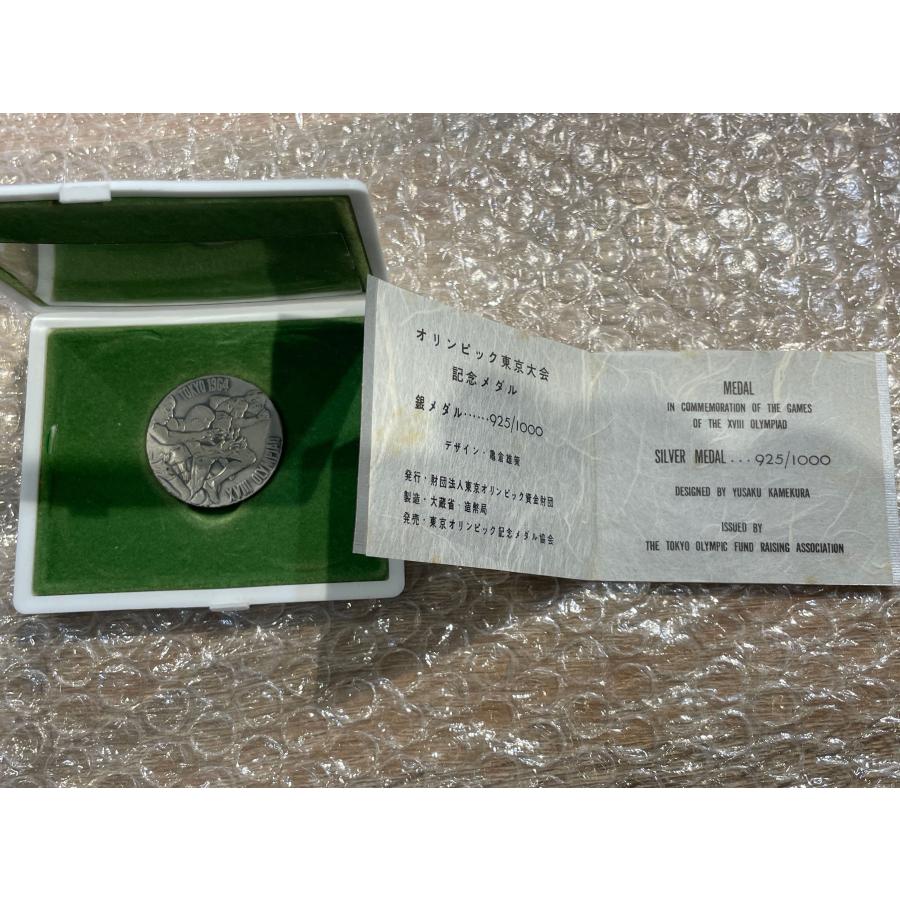 TOKYO 1964
XVIII OLYMPIAD
オリンピック東京大会
記念メダル
銀メダル……925/1000
デザイン・亀倉雄策
発行・財団法人東京オリンピック資金財団
製造・大蔵省・造幣局
発売・東京オリンピック記念メダル協会
MEDAL
IN COMMEMORATION OF THE GAMES
OF THE XVIII OLYMPIAD
SILVER MEDAL...925/1000
DESIGNED BY YUSAKU KAMEKURA
ISSUED BY
THE TOKYO OLYMPIC FUND RAISING ASSOCIATION